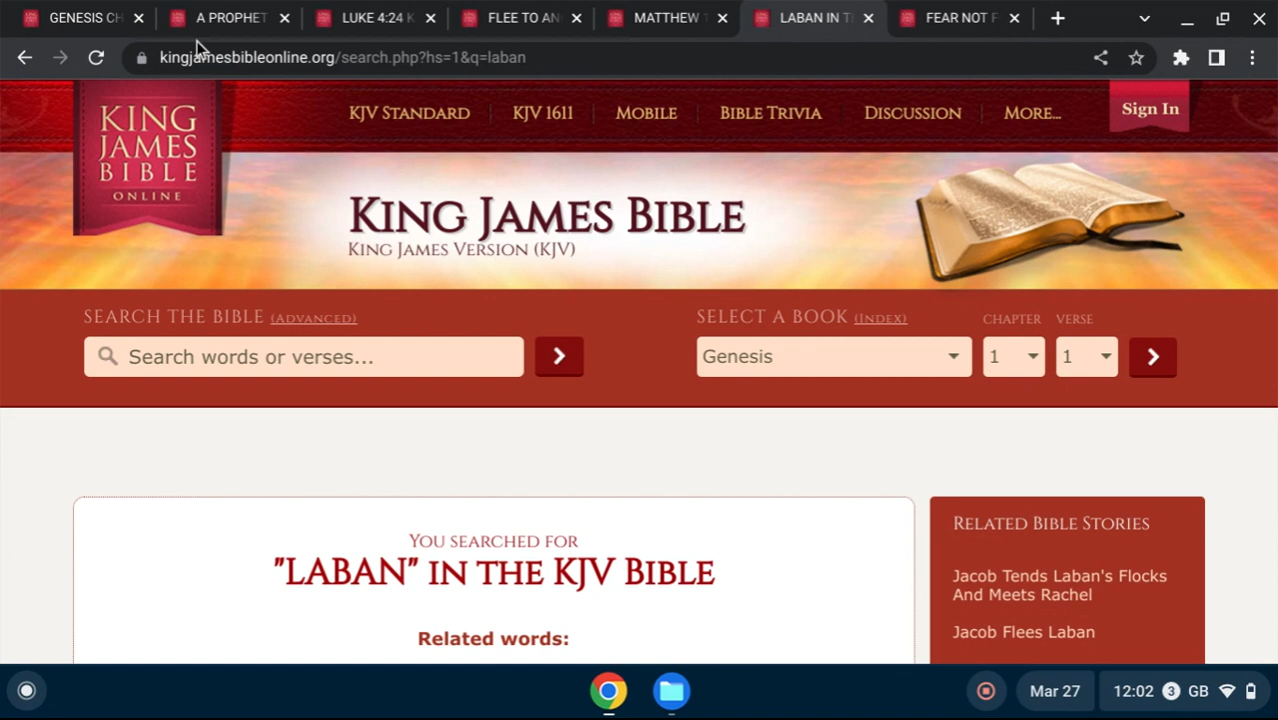 GENESIS CH
A PROPHET
LUKE 4:24 K
FLEE TO AN
MATTHEW
LABAN IN T
FEAR NOT F
kingjamesbibleonline.org/search.php?hs=1&q=laban
KING
JAMES
BIBLE
ONLINE
KJV STANDARD
KJV 1611
MOBILE
BIBLE TRIVIA
DISCUSSION
MORE...
Sign In
KING JAMES BIBLE
KING JAMES VERSION (KJV)
SEARCH THE BIBLE (ADVANCED)
Search words or verses...
SELECT A BOOK (INDEX)
CHAPTER
VERSE
Genesis
1
1
YOU SEARCHED FOR
"LABAN" IN THE KJV BIBLE
Related words:
RELATED BIBLE STORIES
Jacob Tends Laban's Flocks
And Meets Rachel
Jacob Flees Laban
Mar 27
12:02
3
GB